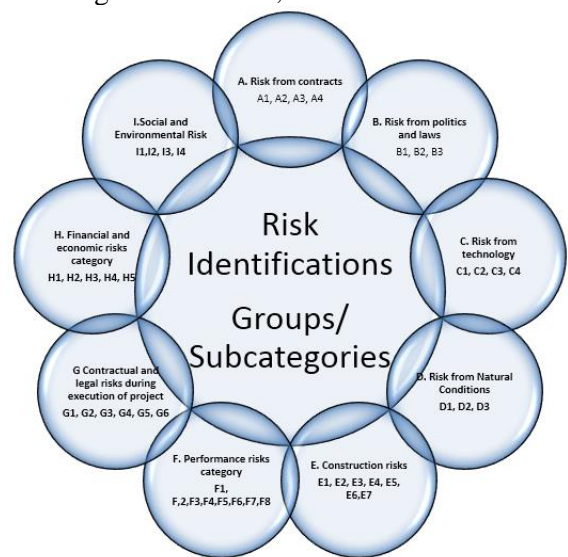 A. Risk from contracts
A1, A2, A3, A4
B. Risk from politics
and laws
B1, B2, B3
C. Risk from
technology
C1, C2, C3, C4
D. Risk from Natural
Conditions
D1, D2, D3
E. Construction risks
E1, E2, E3, E4, E5,
E6,E7
F. Performance risks
category
F1,
F,2,F3,F4,F5,F6,F7,F8
G Contractual and
legal risks during
execution of project
G1, G2, G3, G4, G5, G6
H. Financial and
economic risks
category
H1, H2, H3, H4, H5
I.Social and
Environmental Risk
I1,I2, I3, I4
Risk
Identifications
Groups/
Subcategories